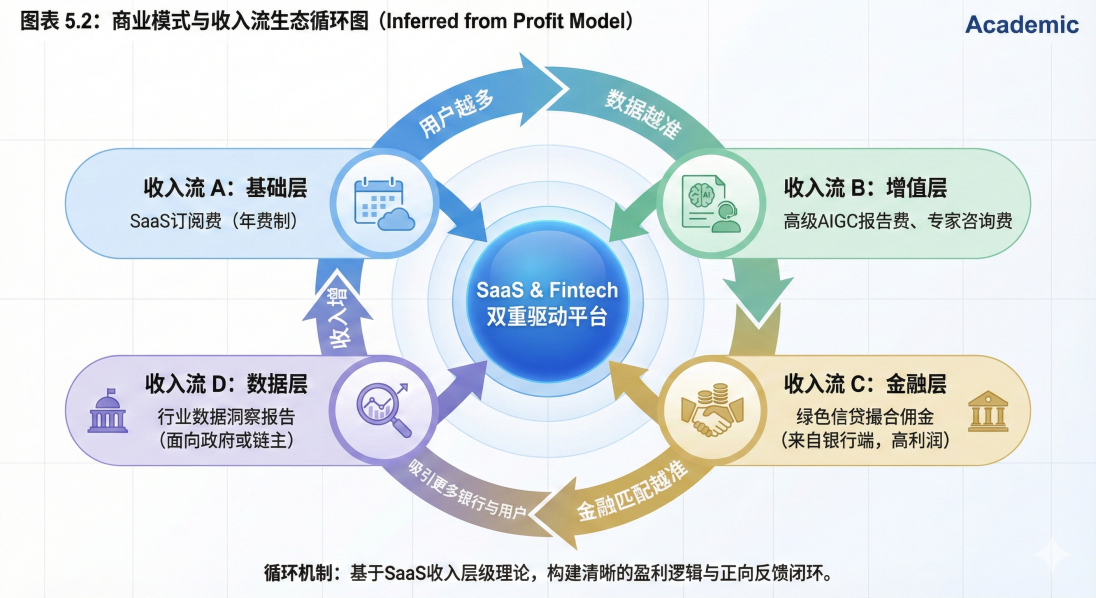 图表 5.2：商业模式与收入流生态循环图（Inferred from Profit Model）
Academic
用户越多
数据越准
收入流 A：基础层
SaaS订阅费（年费制）
AI
收入流 B：增值层
高级AIGC报告费、专家咨询费
SaaS & Fintech
双重驱动平台
收入增
收入流 D：数据层
行业数据洞察报告
（面向政府或链主）
收入流 C：金融层
绿色信贷撮合佣金
（来自银行端，高利润）
吸引更多银行与用户
金融匹配越准
循环机制：基于SaaS收入层级理论，构建清晰的盈利逻辑与正向反馈闭环。